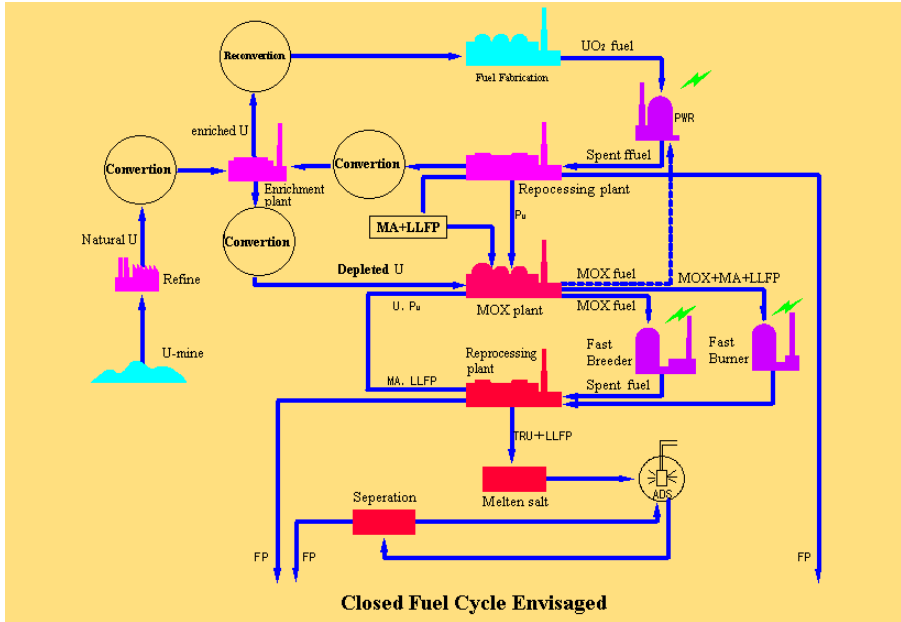 Reconvertion
UO₂ fuel
Fuel Fabrication
PWR
enriched U
Spent ffuel
Convertion
Convertion
Enrichment
plant
Repocessing plant
MA+LLFP
Pu
Convertion
Natural U
Depleted U
MOX fuel
MOX+MA+LLFP
Refine
U. Pu
MOX plant
MOX fuel
U-mine
Reprocessing
plant
Fast
Breeder
Fast
Burner
MA. LLFP
Spent fuel
TRU+LLFP
Melten salt
ADS
Seperation
FP
FP
FP
Closed Fuel Cycle Envisaged